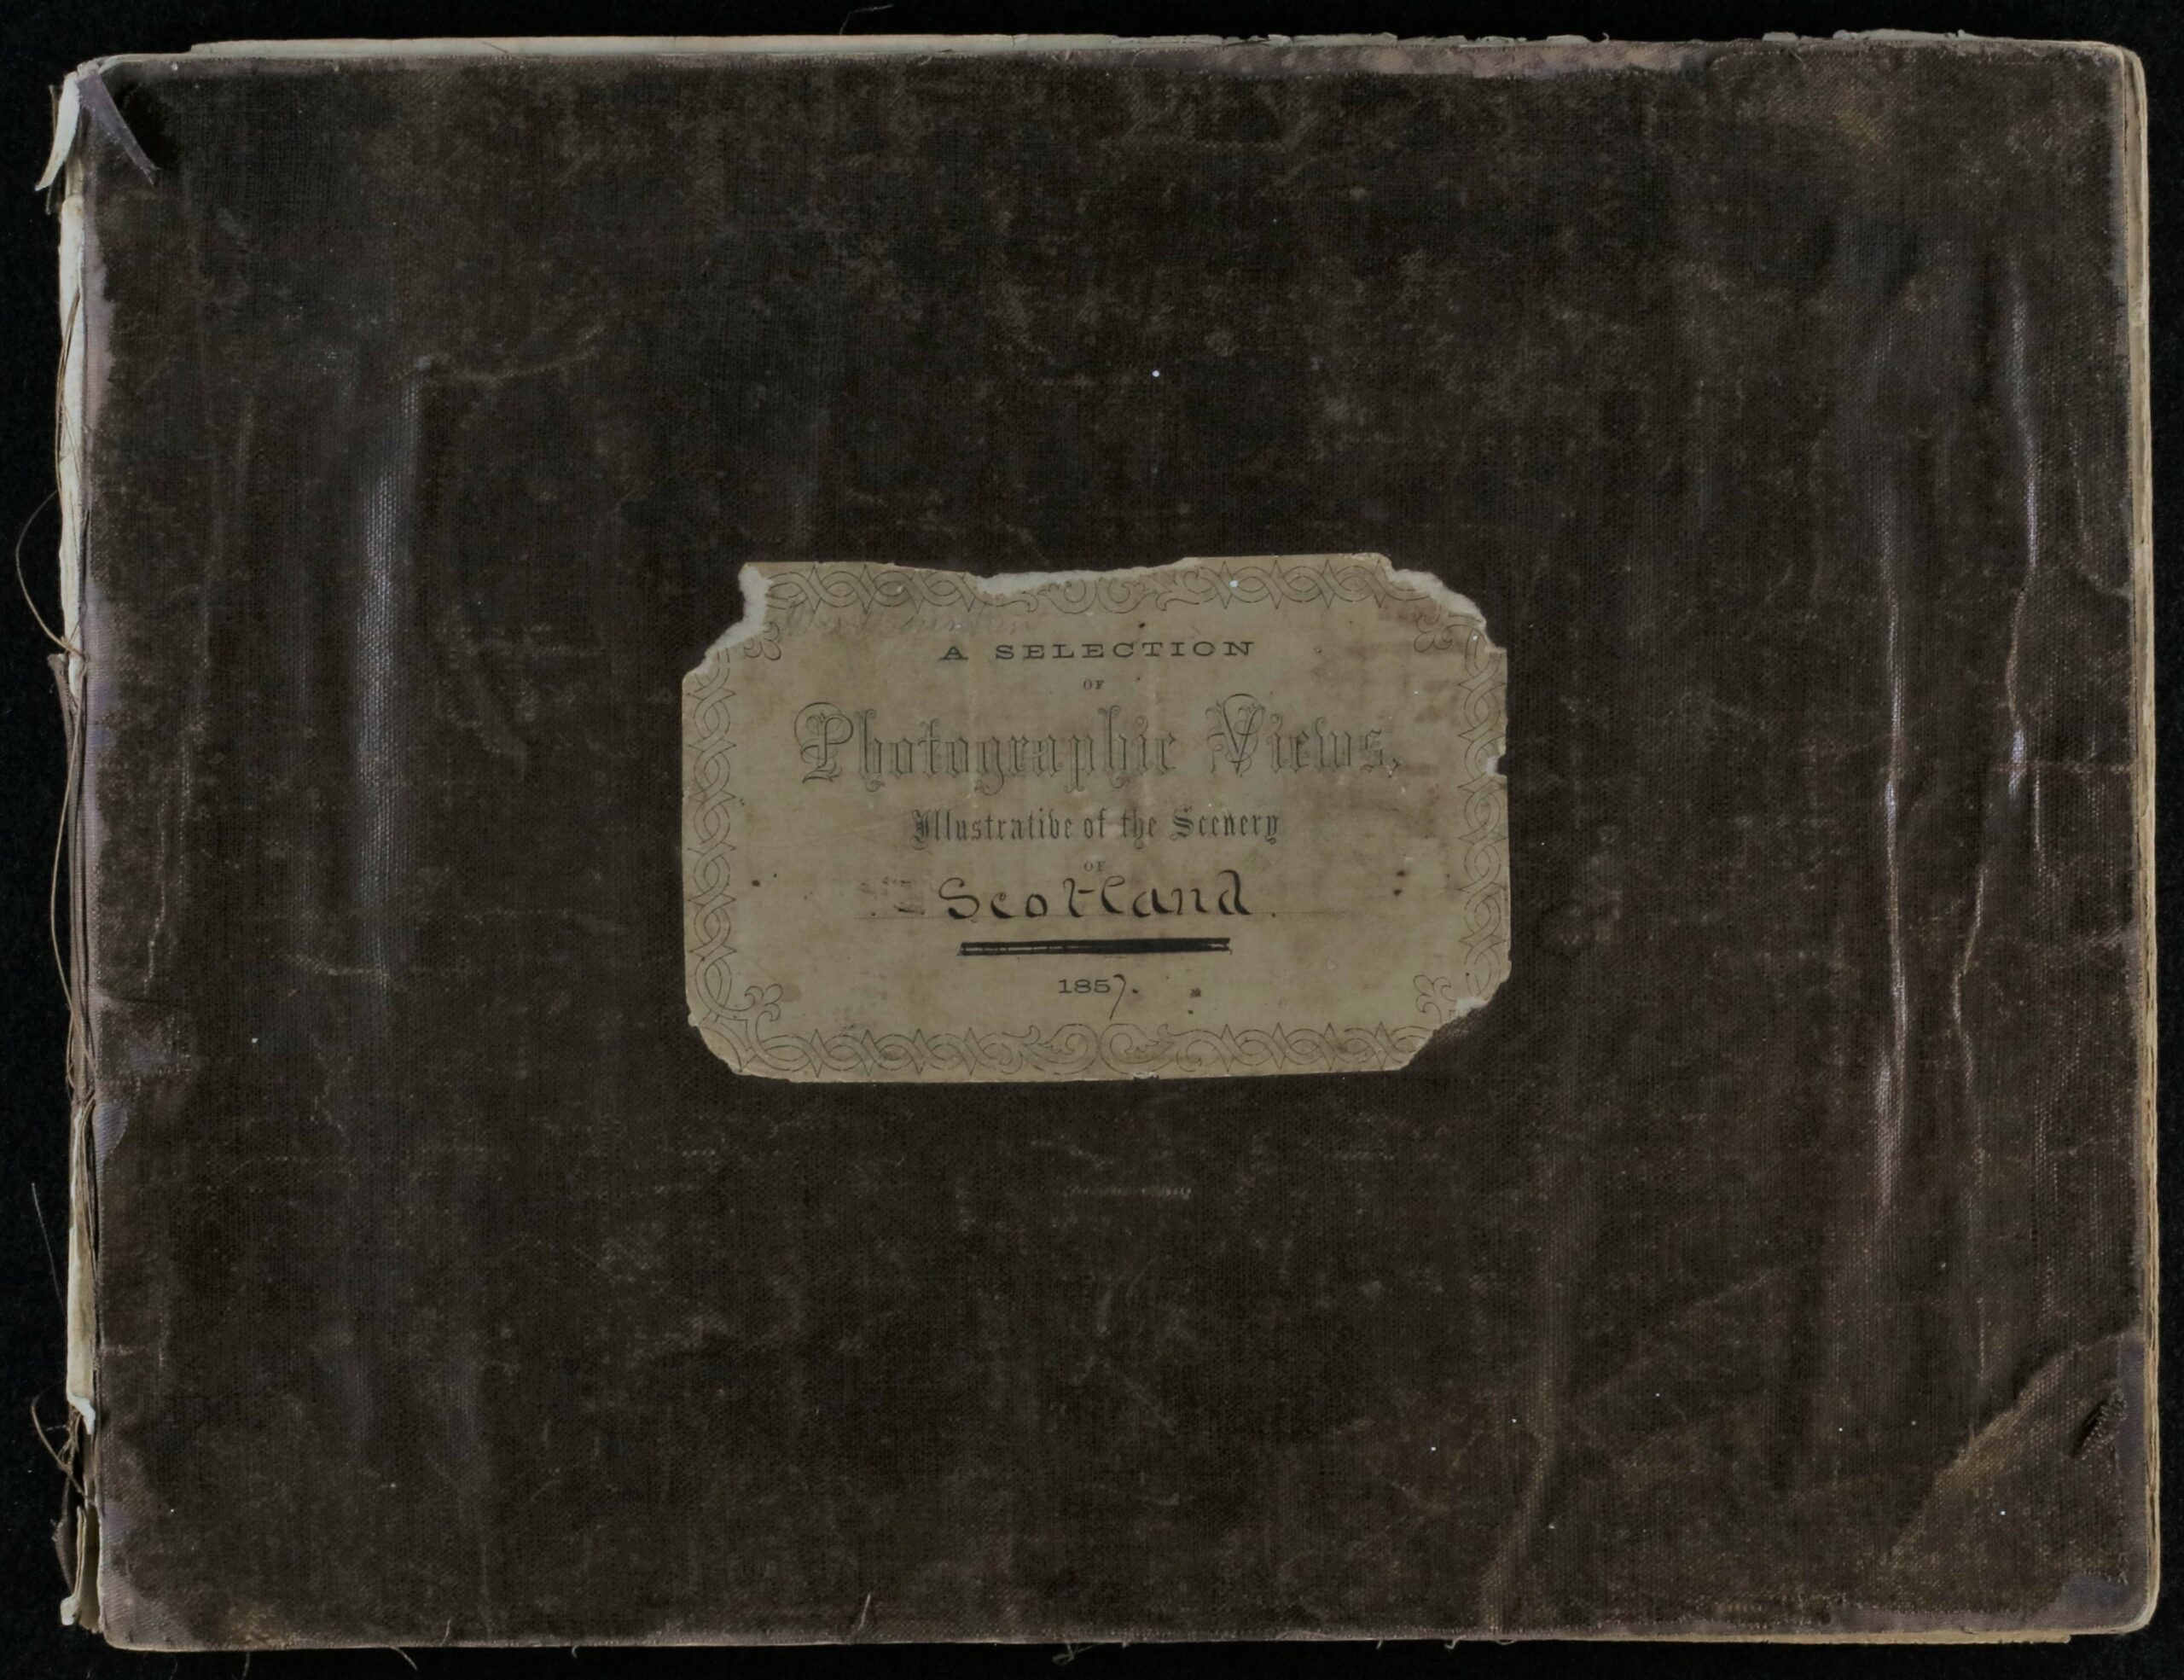 A SELECTION
OF
Photographic Views,
Illustrative of the Scenery
OF
Scotland.
1857.